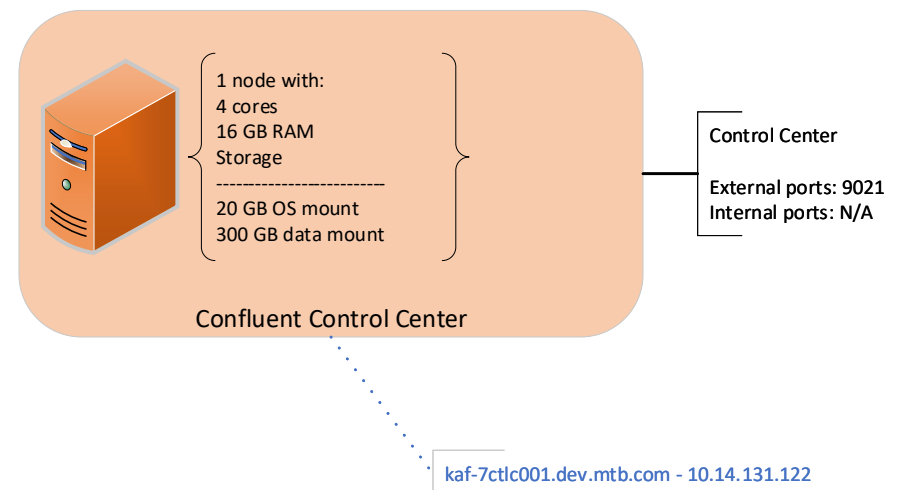 1 node with:
4 cores
16 GB RAM
Storage
--------------------------
20 GB OS mount
300 GB data mount
Confluent Control Center
Control Center
External ports: 9021
Internal ports: N/A
kaf-7ctlc001.dev.mtb.com - 10.14.131.122